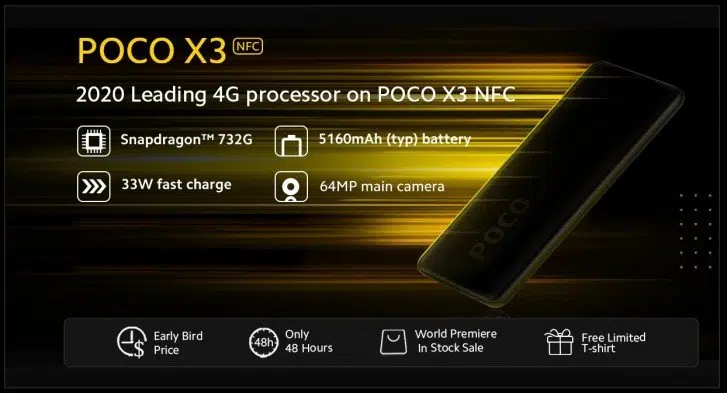 POCO X3 NFC
2020 Leading 4G processor on POCO X3 NFC
Snapdragon™ 732G
5160mAh (typ) battery
33W fast charge
64MP main camera
POCO
Early Bird
Price
48h
Only
48 Hours
World Premiere
In Stock Sale
Free Limited
T-shirt